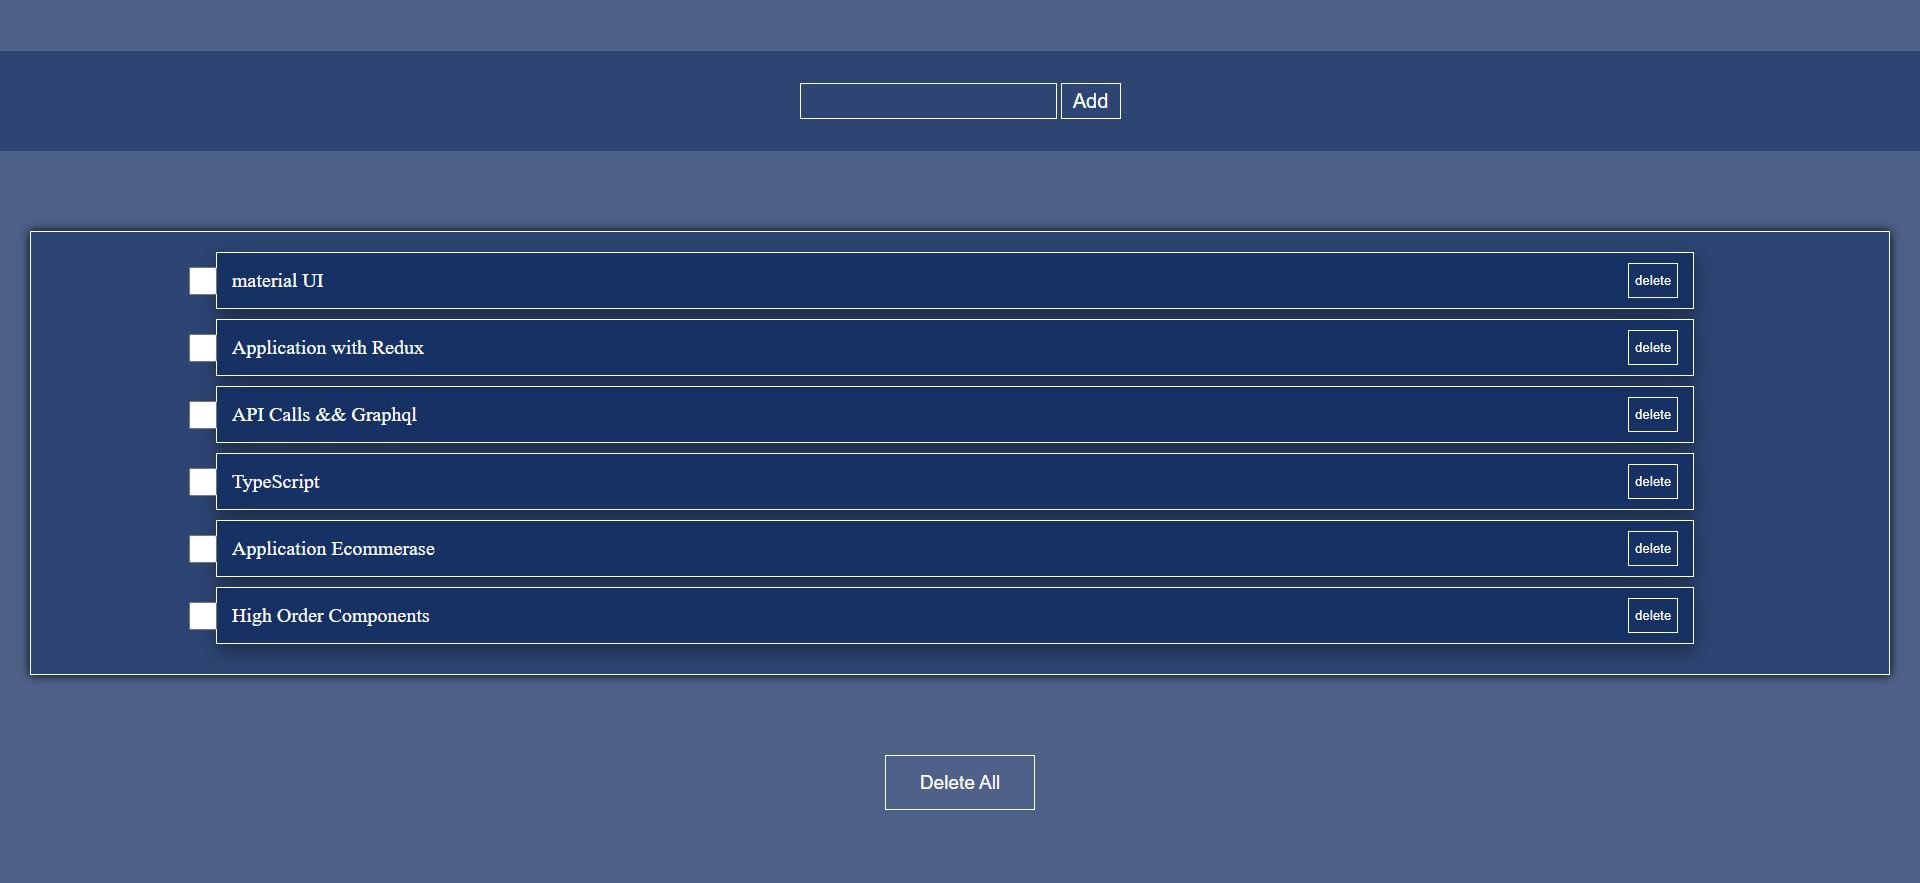 Add
material UI delete
Application with Redux delete
API Calls && Graphql delete
TypeScript delete
Application Ecommerase delete
High Order Components delete
Delete All